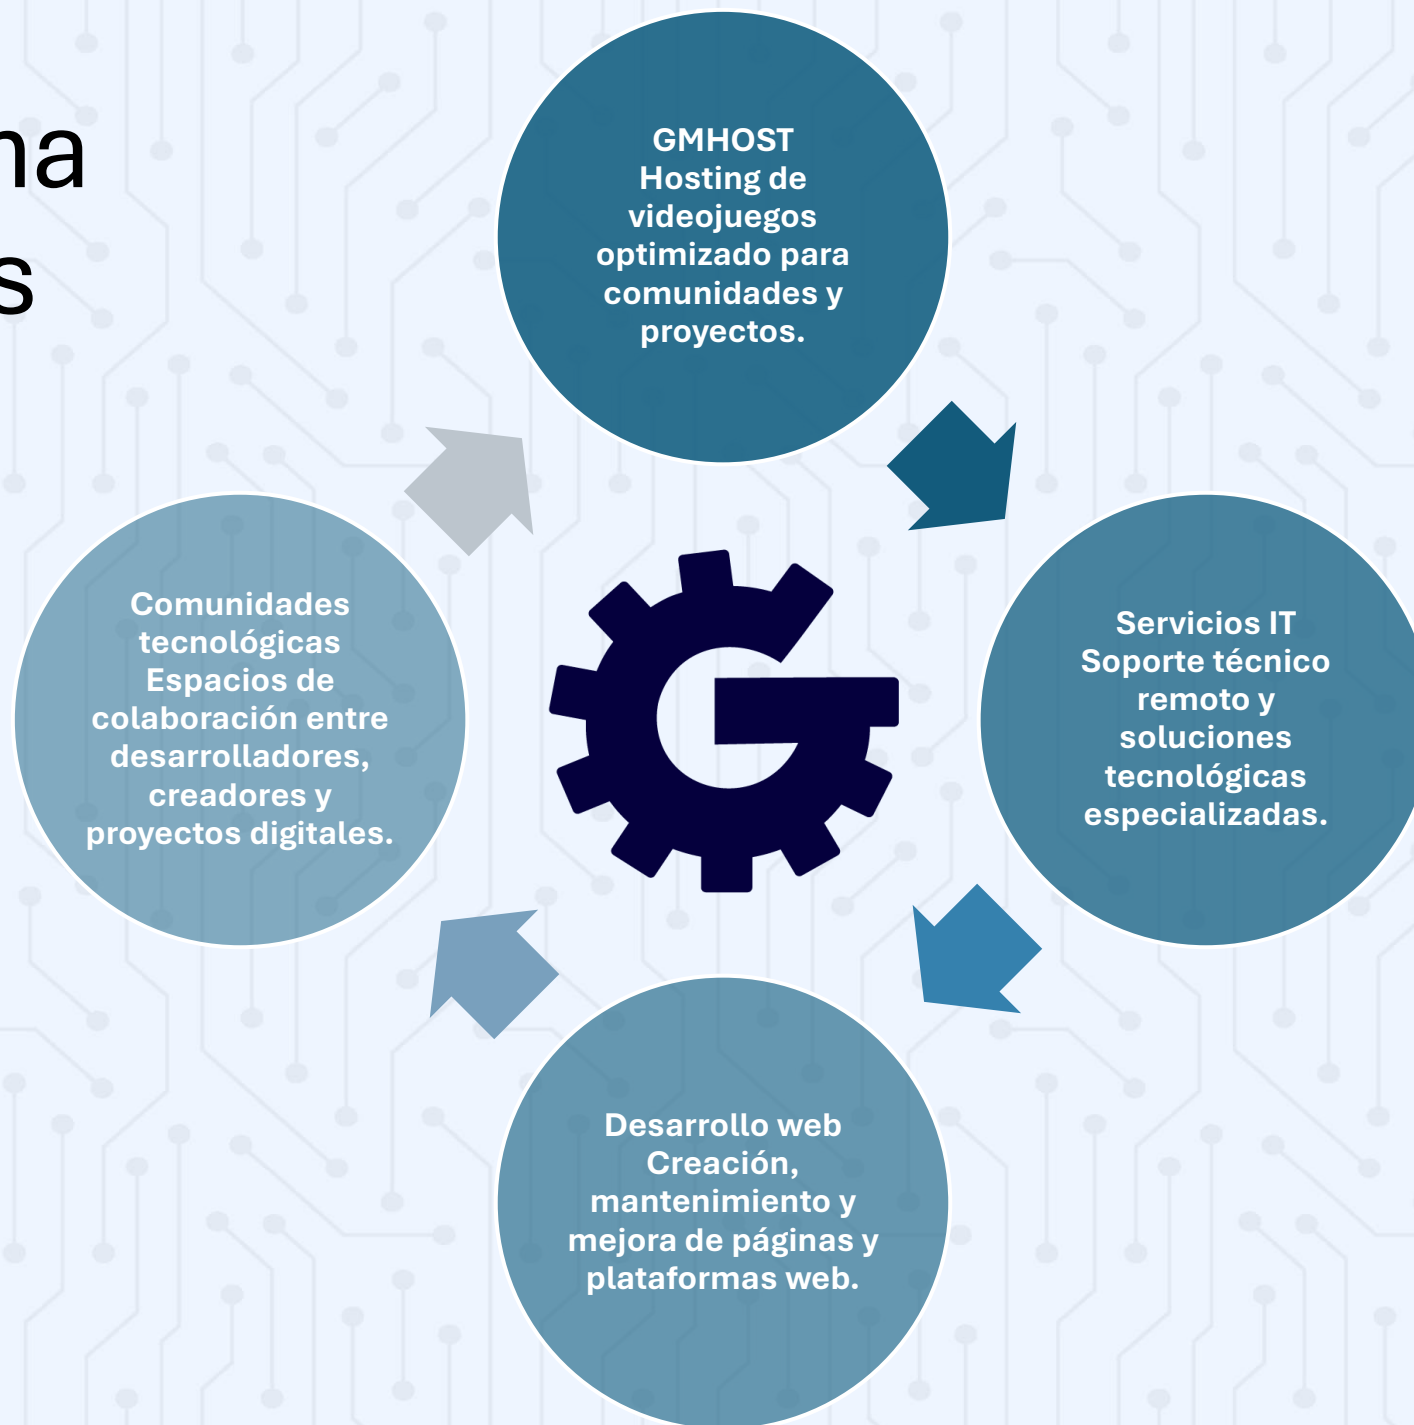 GMHOST
Hosting de
videojuegos
optimizado para
comunidades y
proyectos.
Servicios IT
Soporte técnico
remoto y
soluciones
tecnológicas
especializadas.
Desarrollo web
Creación,
mantenimiento y
mejora de páginas y
plataformas web.
Comunidades
tecnológicas
Espacios de
colaboración entre
desarrolladores,
creadores y
proyectos digitales.